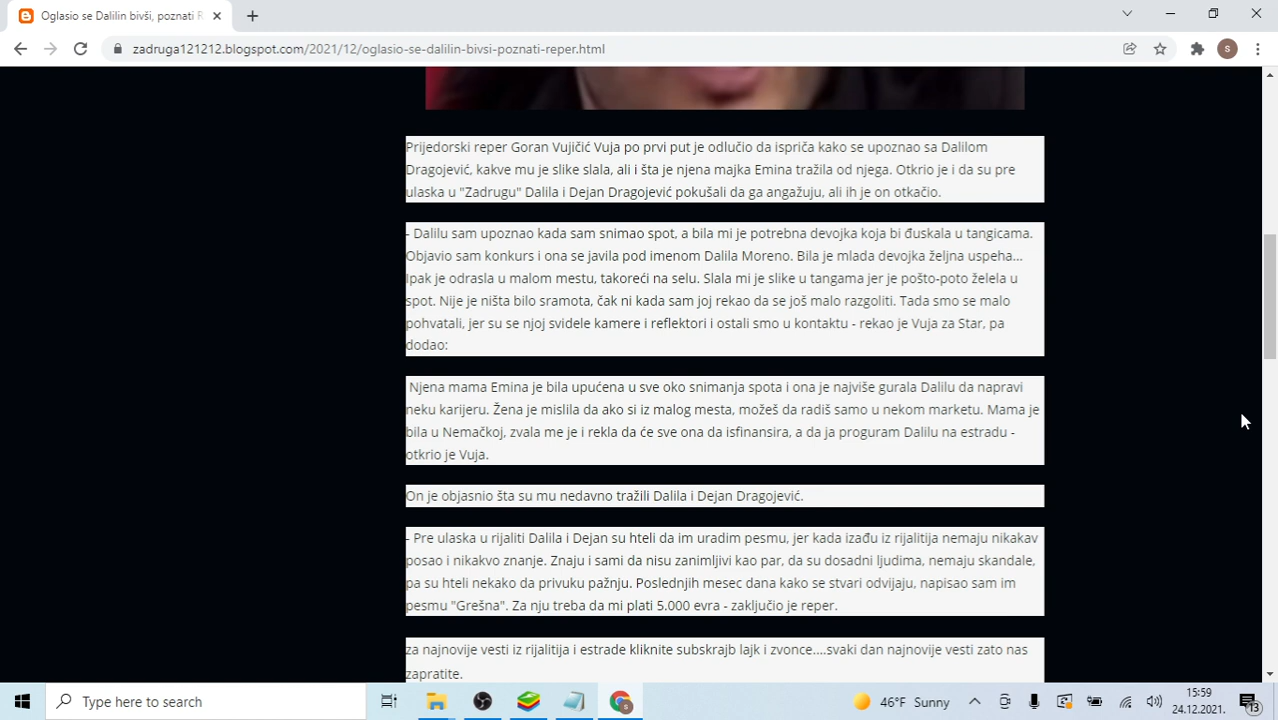 Oglasio se Dalilin bivši, poznati R
zadruga121212.blogspot.com/2021/12/oglasio-se-dalilin-bivsi-poznati-reper.html
S
Prijedorski reper Goran Vujičić Vuja po prvi put je odlučio da ispriča kako se upoznao sa Dalilom
Dragojević, kakve mu je slike slala, ali i šta je njena majka Emina tražila od njega. Otkrio je i da su pre
ulaska u "Zadrugu" Dalila i Dejan Dragojević pokušali da ga angažuju, ali ih je on otkačio.
- Dalilu sam upoznao kada sam snimao spot, a bila mi je potrebna devojka koja bi đuskala u tangicama.
Objavio sam konkurs i ona se javila pod imenom Dalila Moreno. Bila je mlada devojka željna uspeha...
Ipak je odrasla u malom mestu, takoreći na selu. Slala mi je slike u tangama jer je pošto-poto želela u
spot. Nije je ništa bilo sramota, čak ni kada sam joj rekao da se još malo razgoliti. Tada smo se malo
pohvatali, jer su se njoj svidele kamere i reflektori i ostali smo u kontaktu - rekao je Vuja za Star, pa
dodao:
Njena mama Emina je bila upućena u sve oko snimanja spota i ona je najviše gurala Dalilu da napravi
neku karijeru. Žena je mislila da ako si iz malog mesta, možeš da radiš samo u nekom marketu. Mama je
bila u Nemačkoj, zvala me je i rekla da će sve ona da isfinansira, a da ja proguram Dalilu na estradu -
otkrio je Vuja.
On je objasnio šta su mu nedavno tražili Dalila i Dejan Dragojević.
- Pre ulaska u rijaliti Dalila i Dejan su hteli da im uradim pesmu, jer kada izađu iz rijalitija nemaju nikakav
posao i nikakvo znanje. Znaju i sami da nisu zanimljivi kao par, da su dosadni ljudima, nemaju skandale,
pa su hteli nekako da privuku pažnju. Poslednjih mesec dana kako se stvari odvijaju, napisao sam im
pesmu "Grešna". Za nju treba da mi plati 5.000 evra - zaključio je reper.
za najnovije vesti iz rijalitija i estrade kliknite subskrajb lajk i zvonce....svaki dan najnovije vesti zato nas
zapratite.
Type here to search
S
46°F Sunny
15:59
24.12.2021.
13